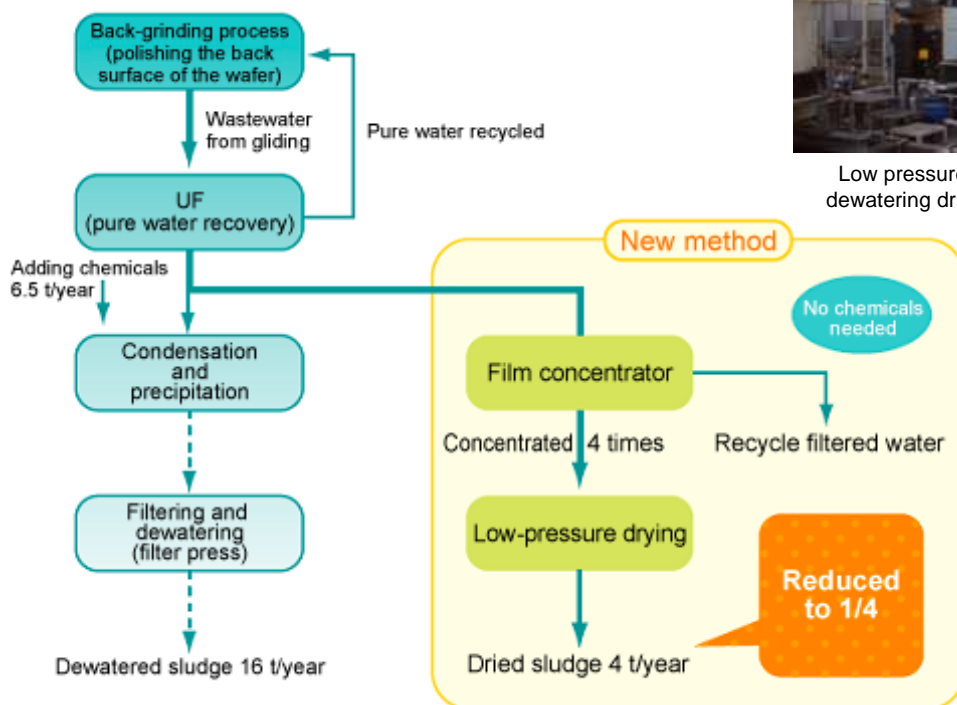 Back-grinding process
(polishing the back
surface of the wafer)
Wastewater
from gliding
Pure water recycled
UF
(pure water recovery)
Low pressure
dewatering
Adding chemicals
6.5 t/year
New method
No chemicals
needed
Condensation
and
precipitation
Film concentrator
Concentrated 4 times
Recycle filtered water
Filtering and
dewatering
(filter press)
Low-pressure drying
Reduced
to 1/4
Dewatered sludge 16 t/year
Dried sludge 4 t/year